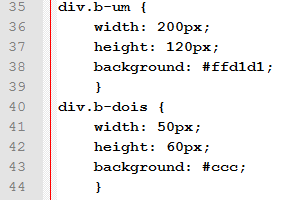 35 div.b-um {
36 width: 200px;
37 height: 120px;
38 background: #ffd1d1;
39 }
40 div.b-dois {
41 width: 50px;
42 height: 60px;
43 background: #ccc;
44 }